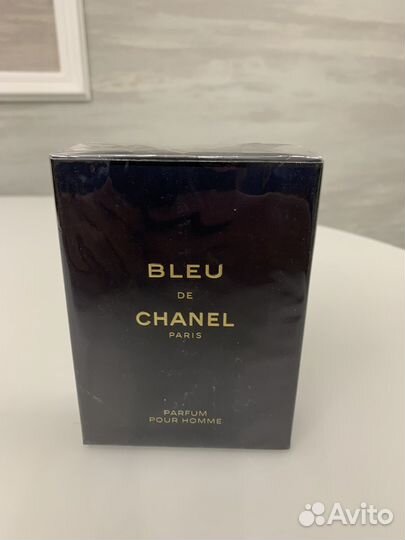 BLEU
DE
CHANEL
PARIS
PARFUM
POUR HOMME
Avito